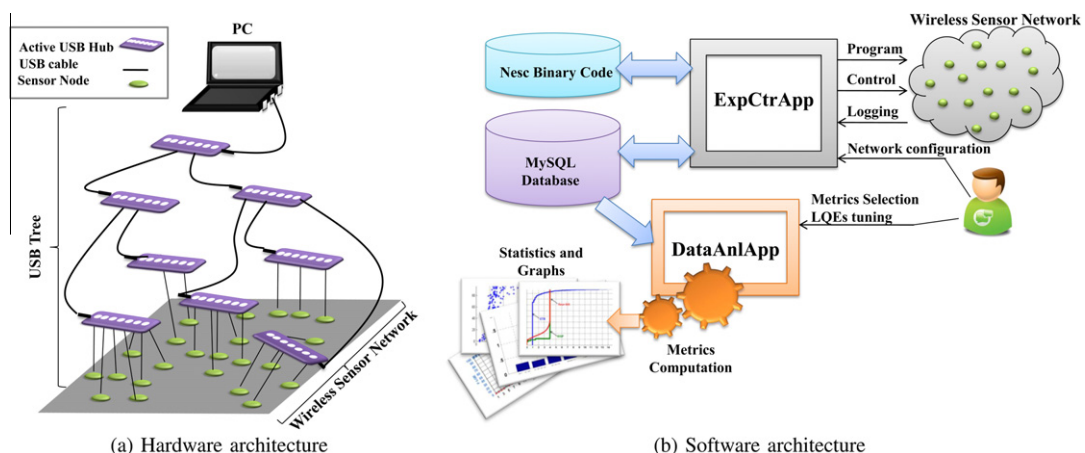 PC
Active USB Hub
USB cable
Sensor Node
USB Tree
Wireless Sensor Network
(a) Hardware architecture
Wireless Sensor Network
Nesc Binary Code
ExpCtrApp
Program
Control
Logging
Network configuration
MySQL
Database
Metrics Selection
LQEs tuning
DataAnlApp
Statistics and
Graphs
Metrics
Computation
(b) Software architecture